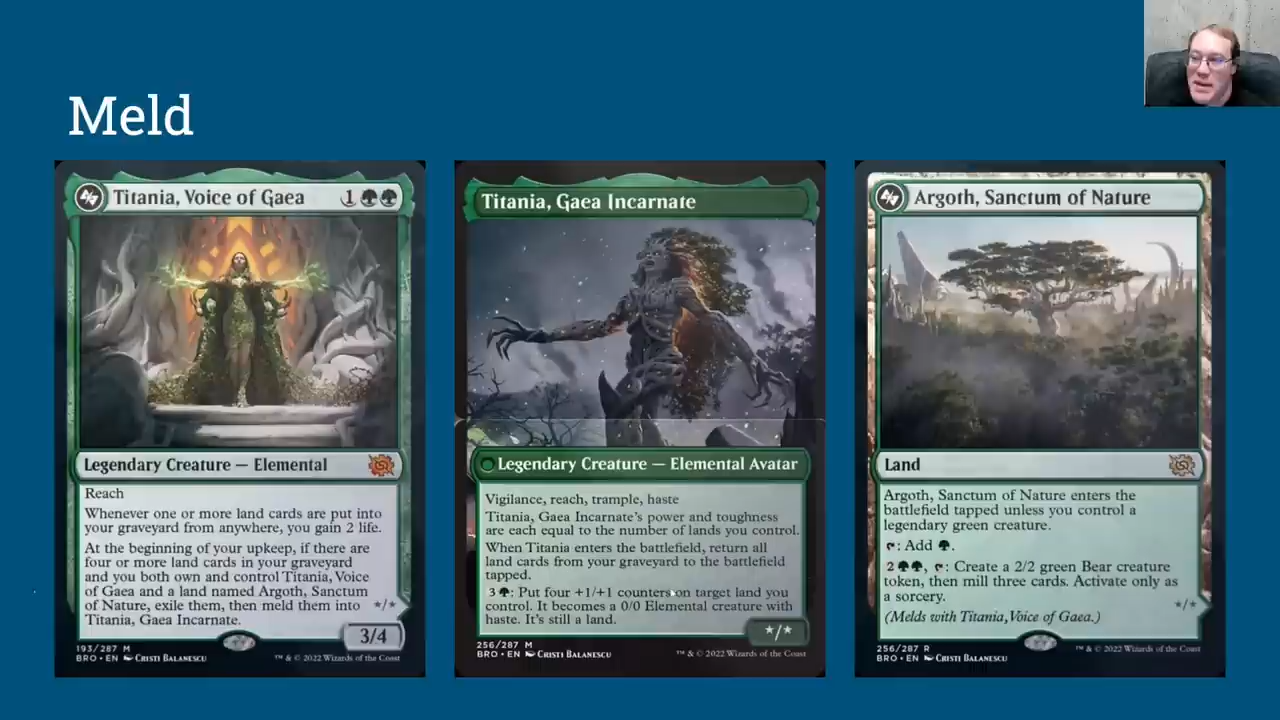 Meld
Titania, Voice of Gaea 1
Legendary Creature — Elemental
Reach
Whenever one or more land cards are put into
your graveyard from anywhere, you gain 2 life.
At the beginning of your upkeep, if there are
four or more land cards in your graveyard
and you both own and control Titania, Voice
of Gaea and a land named Argoth, Sanctum
of Nature, exile them, then meld them into
Titania, Gaea Incarnate.
*/*
3/4
193/287 M
BRO • EN CRISTI BALANESCU
™ & © 2022 Wizards of the Coast
Titania, Gaea Incarnate
Legendary Creature — Elemental Avatar
Vigilance, reach, trample, haste
Titania, Gaea Incarnate's power and toughness
are each equal to the number of lands you control.
When Titania enters the battlefield, return all
land cards from your graveyard to the battlefield
tapped.
3 : Put four +1/+1 counters on target land you
control. It becomes a 0/0 Elemental creature with
haste. It's still a land.
*/*
256/287 M
BRO • EN CRISTI BALANESCU
™ & © 2022 Wizards of the Coast
Argoth, Sanctum of Nature
Land
Argoth, Sanctum of Nature enters the
battlefield tapped unless you control a
legendary green creature.
: Add .
2 , : Create a 2/2 green Bear creature
token, then mill three cards. Activate only as
a sorcery.
*/*
(Melds with Titania,Voice of Gaea.)
256/287 R
BRO • EN CRISTI BALANESCU
™ & © 2022 Wizards of the Coast